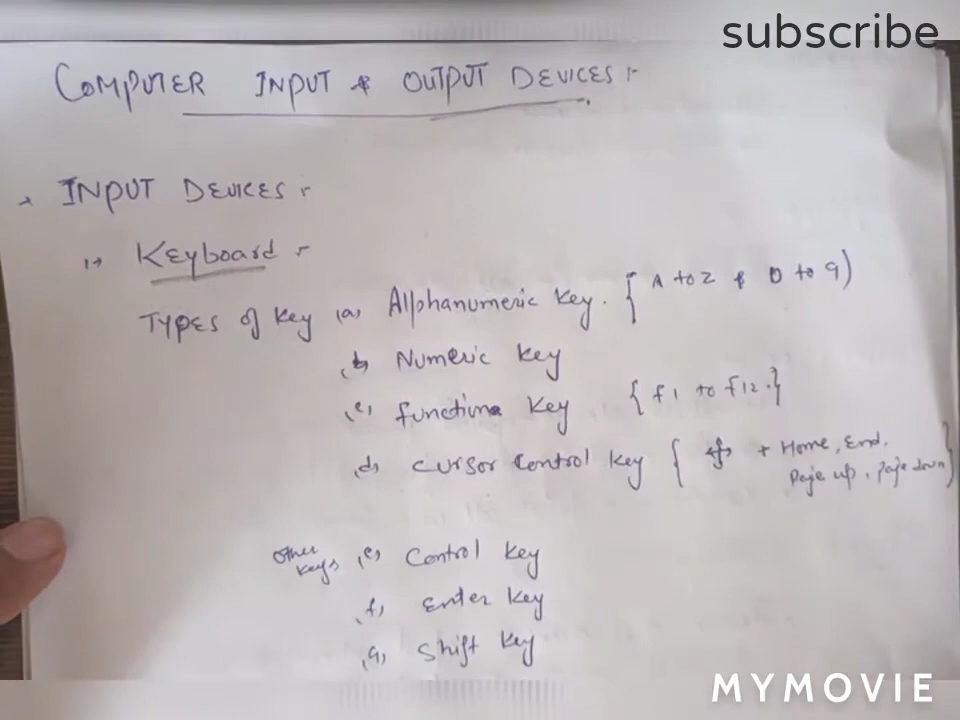 subscribe
COMPUTER INPUT & OUTPUT DEVICES :-
* INPUT DEVICES :-
1→ Keyboard :-
Types of Key (a) Allphanumeric Key. { A to Z & 0 to 9 )
(b) Numeric Key
(c) function Key { f1 to f12. }
(d) Cursor Control Key { + Home, End,
Page up, page down }
Other Keys (e) Control Key
(f) Enter Key
(g) Shift Key
MYMOVIE